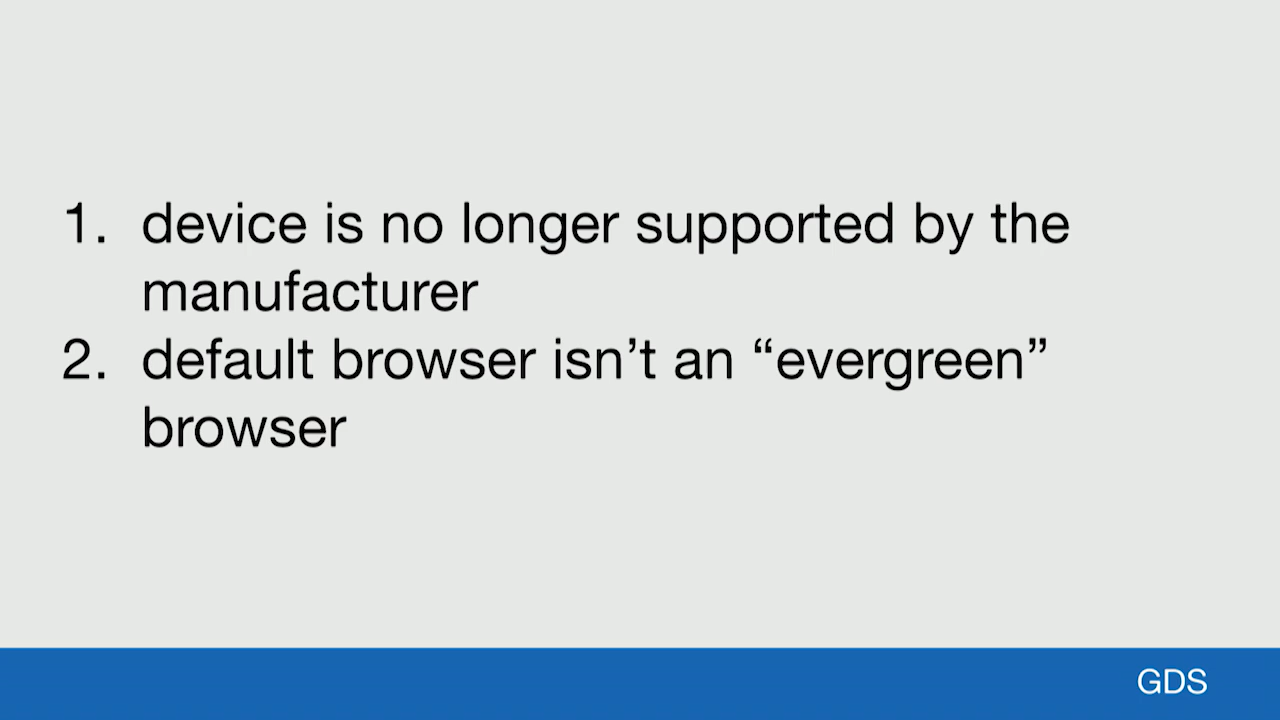 1. device is no longer supported by the
manufacturer
2. default browser isn’t an “evergreen”
browser
GDS